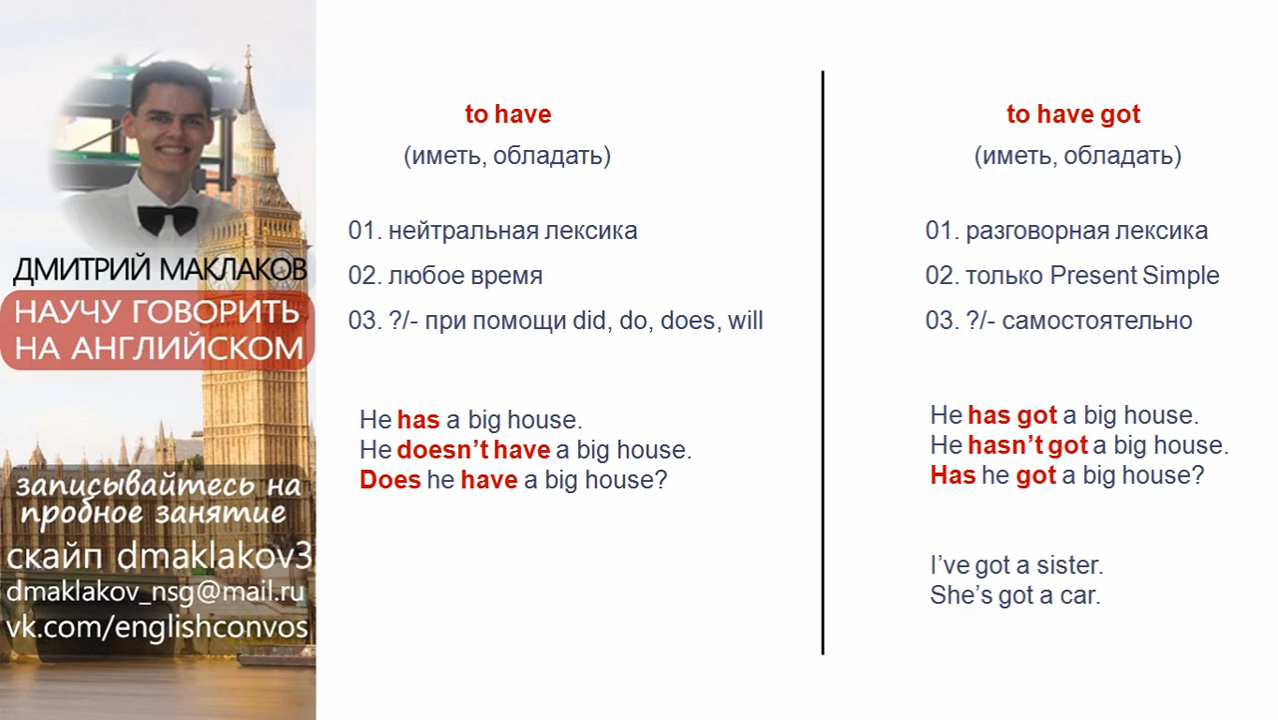 ДМИТРИЙ МАКЛАКОВ
НАУЧУ ГОВОРИТЬ
НА АНГЛИЙСКОМ
записывайтесь на
пробное занятие
скайп dmaklakov3
dmaklakov_nsg@mail.ru
vk.com/englishconvos
to have
(иметь, обладать)
01. нейтральная лексика
02. любое время
03. ?/- при помощи did, do, does, will
He has a big house.
He doesn't have a big house.
Does he have a big house?
to have got
(иметь, обладать)
01. разговорная лексика
02. только Present Simple
03. ?/- самостоятельно
He has got a big house.
He hasn't got a big house.
Has he got a big house?
I've got a sister.
She's got a car.